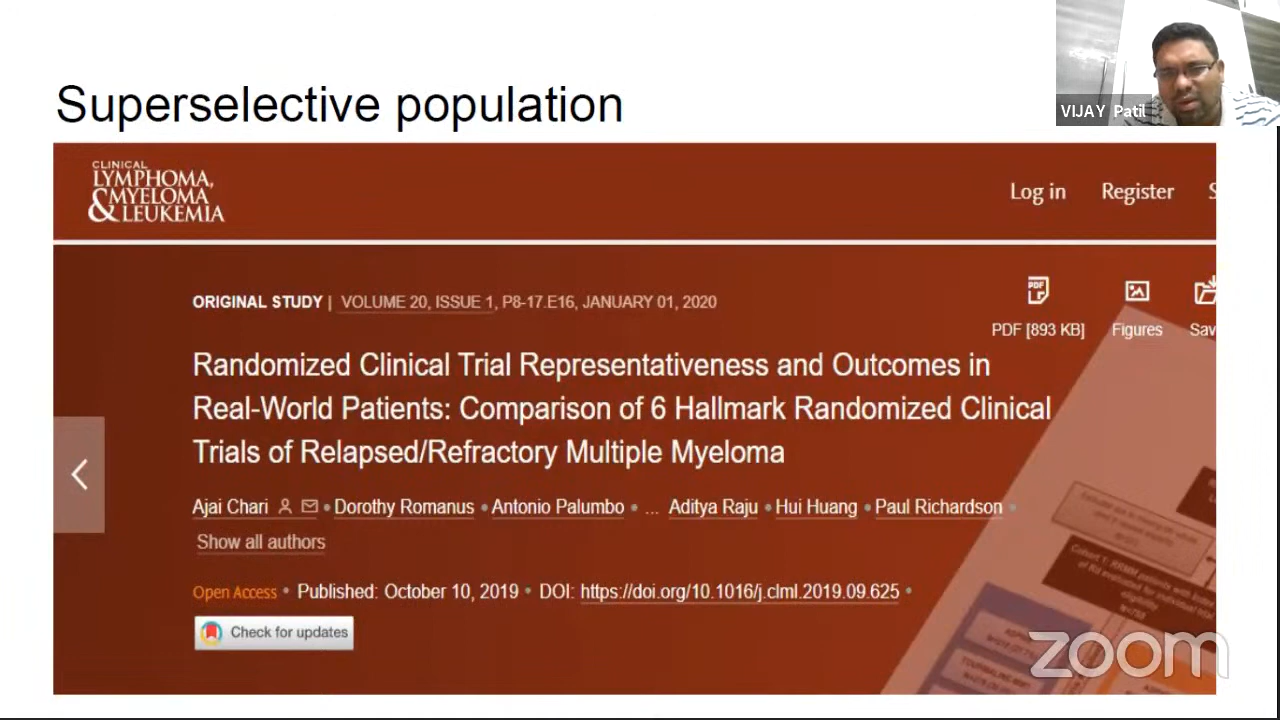 Superselective population
VIJAY Patil
CLINICAL
LYMPHOMA,
MYELOMA
& LEUKEMIA
Log in Register S
ORIGINAL STUDY | VOLUME 20, ISSUE 1, P8-17.E16, JANUARY 01, 2020
PDF
PDF [893 KB] Figures Sav
Randomized Clinical Trial Representativeness and Outcomes in
Real-World Patients: Comparison of 6 Hallmark Randomized Clinical
Trials of Relapsed/Refractory Multiple Myeloma
Ajai Chari • Dorothy Romanus • Antonio Palumbo • ... Aditya Raju • Hui Huang • Paul Richardson •
Show all authors
Open Access • Published: October 10, 2019 • DOI: https://doi.org/10.1016/j.clml.2019.09.625 •
Check for updates
zoom